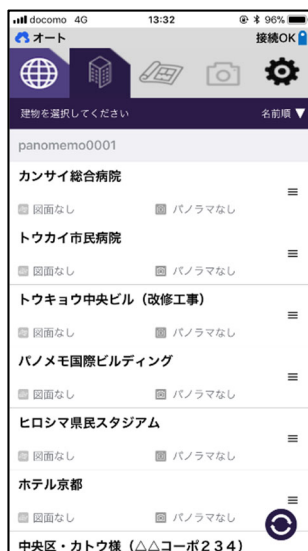 docomo 4G 13:32 96%
オート 接続OK
建物を選択してください 名前順 ▼
panomemo0001
カンサイ総合病院
図面なし パノラマなし
トウカイ市民病院
図面なし パノラマなし
トウキョウ中央ビル（改修工事）
図面なし パノラマなし
パノメモ国際ビルディング
図面なし パノラマなし
ヒロシマ県民スタジアム
図面なし パノラマなし
ホテル京都
図面なし パノラマなし
中央区・カトウ様（△△コーポ２３４）